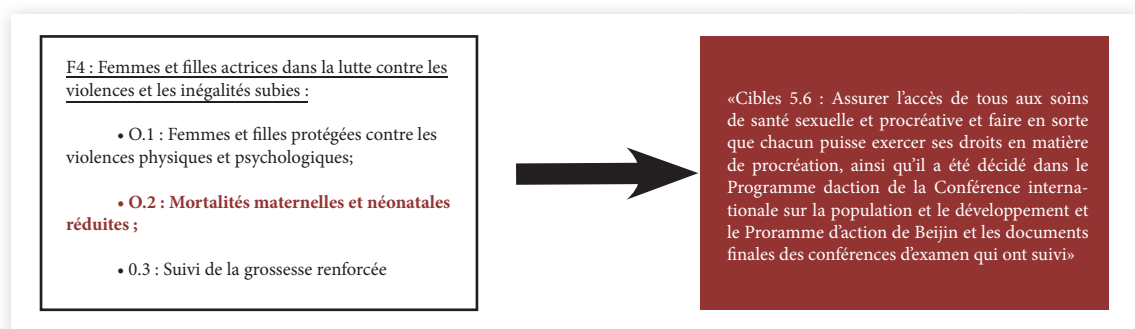 F4 : Femmes et filles actrices dans la lutte contre les
violences et les inégalités subies :
• O.1 : Femmes et filles protégées contre les
violences physiques et psychologiques;
• O.2 : Mortalités maternelles et néonatales
réduites ;
• 0.3 : Suivi de la grossesse renforcée
«Cibles 5.6 : Assurer l'accès de tous aux soins
de santé sexuelle et procréative et faire en sorte
que chacun puisse exercer ses droits en matière
de procréation, ainsi qu'il a été décidé dans le
Programme daction de la Conférence interna-
tionale sur la population et le développement et
le Proramme d'action de Beijin et les documents
finales des conférences d'examen qui ont suivi»